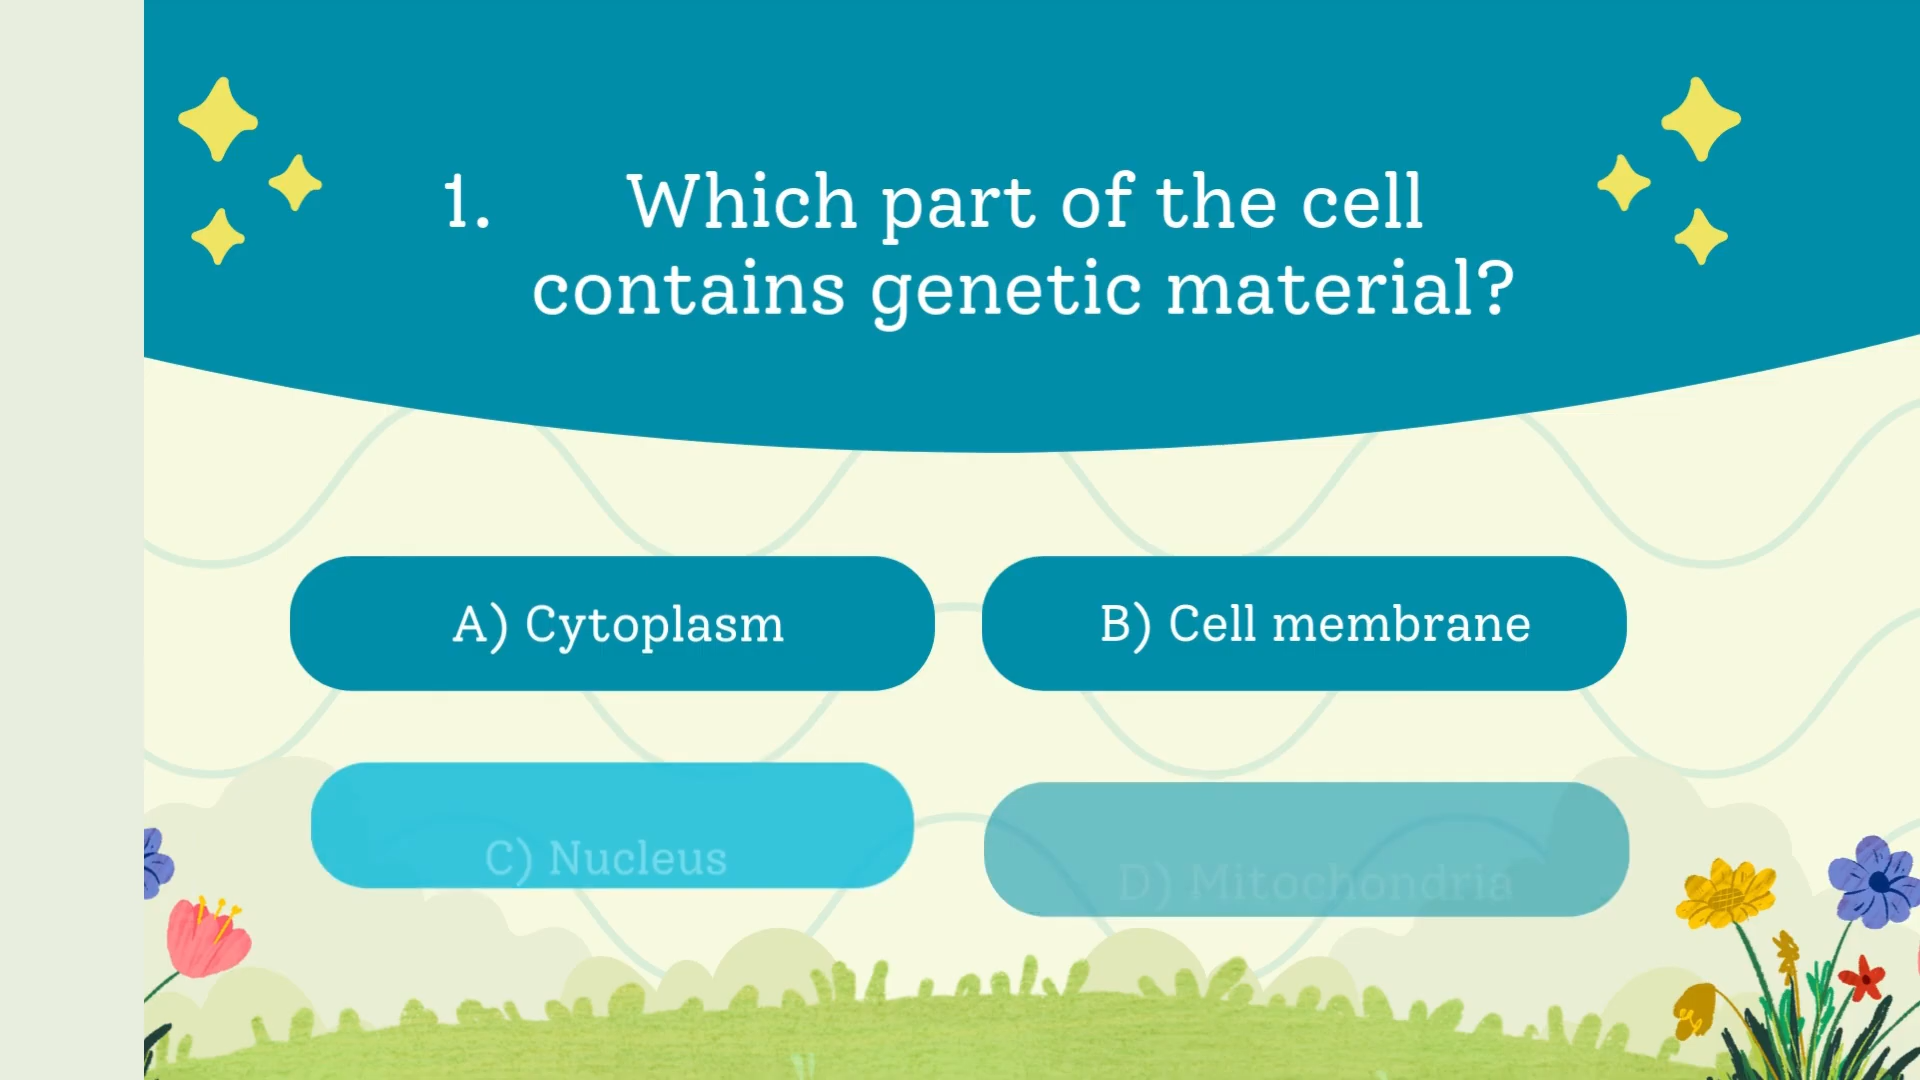 1. Which part of the cell
contains genetic material?
A) Cytoplasm
B) Cell membrane
C) Nucleus
D) Mitochondria